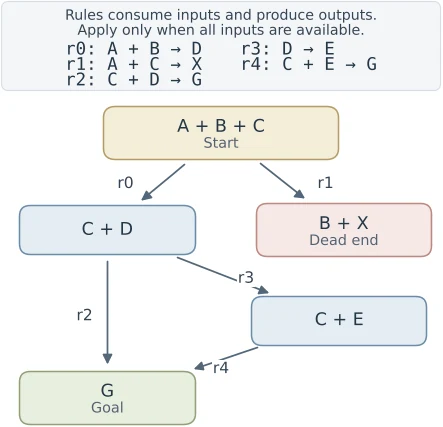 Rules consume inputs and produce outputs.
Apply only when all inputs are available.
r0: A + B → D    r3: D → E
r1: A + C → X    r4: C + E → G
r2: C + D → G
A + B + C
Start
r0
r1
C + D
B + X
Dead end
r3
r2
C + E
r4
G
Goal